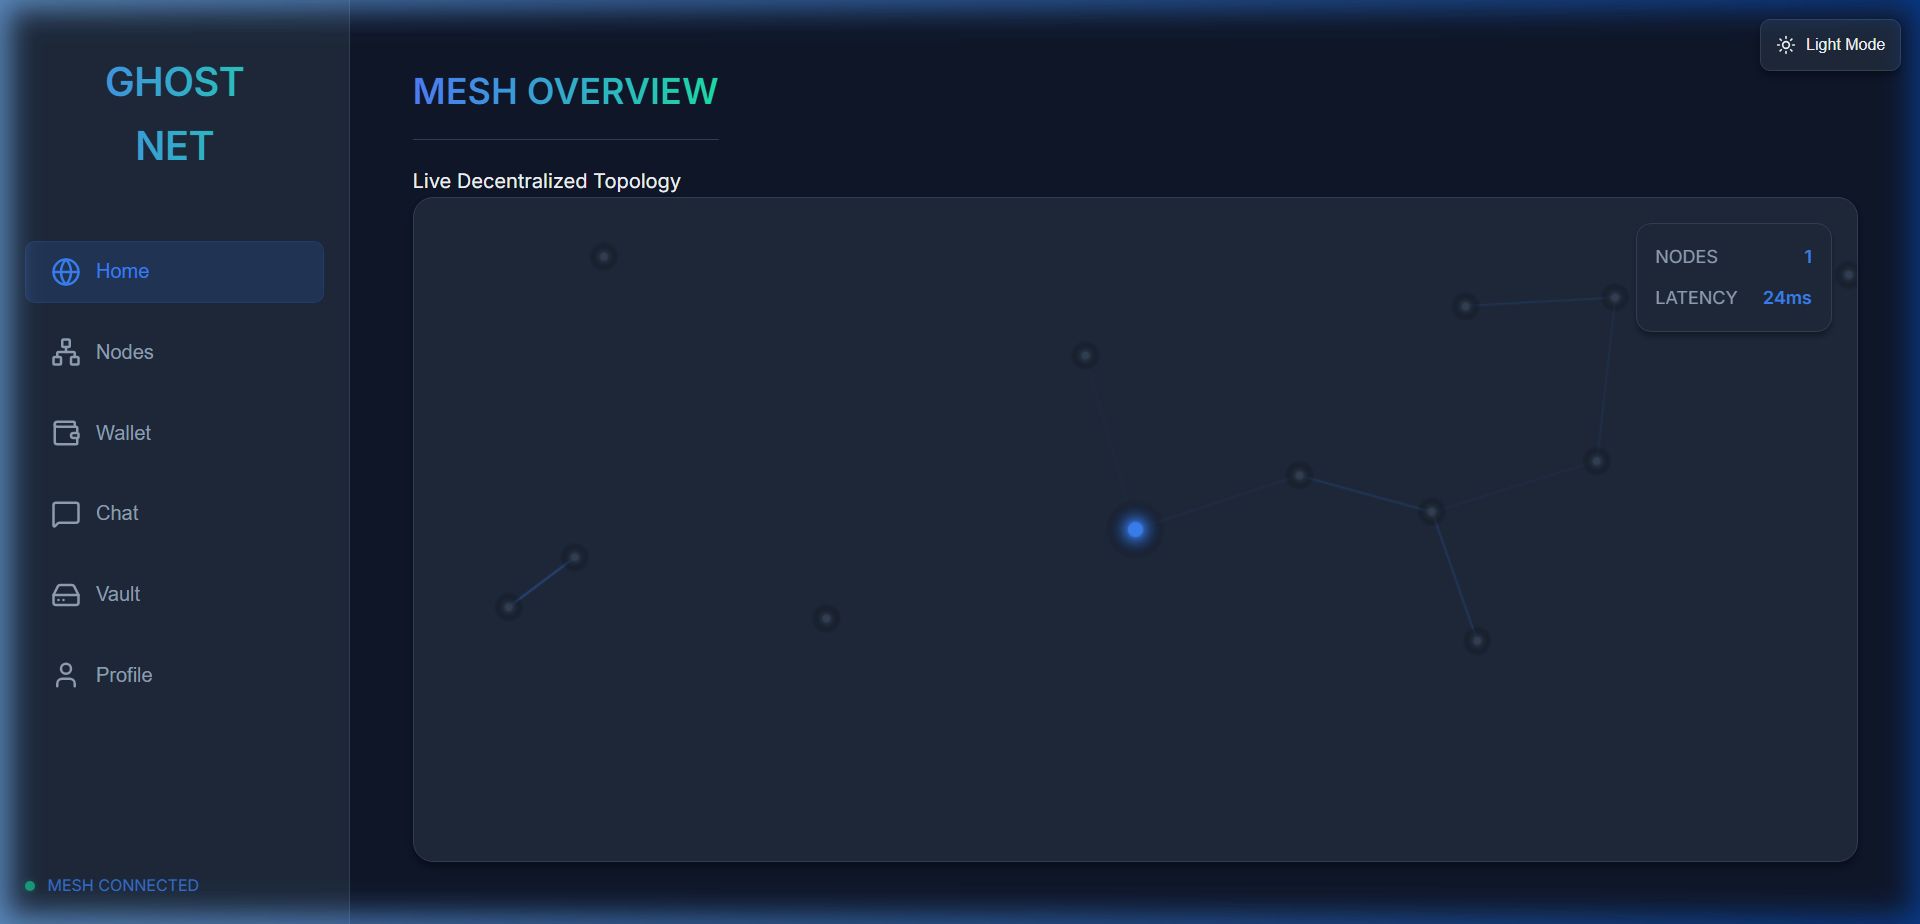 GHOST
NET
Home
Nodes
Wallet
Chat
Vault
Profile
MESH CONNECTED
Light Mode
MESH OVERVIEW
Live Decentralized Topology
NODES 1
LATENCY 24ms